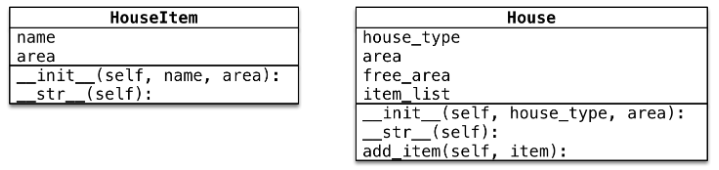 HouseItem
name
area
__init__(self, name, area):
__str__(self):
House
house_type
area
free_area
item_list
__init__(self, house_type, area):
__str__(self):
add_item(self, item):